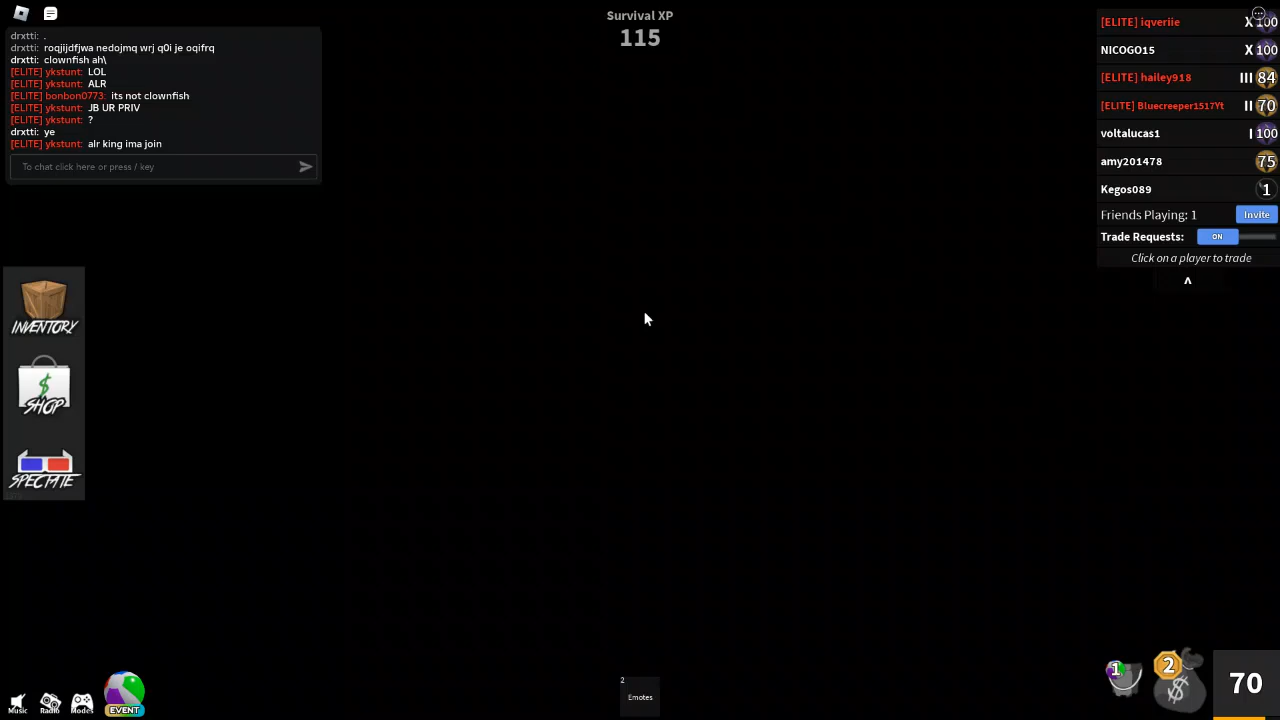 Survival XP
115
drxtti: .
drxtti: roqjijdfjwa nedojmq wrj q0i je oqifrq
drxtti: clownfish ah\
[ELITE] ykstunt: LOL
[ELITE] ykstunt: ALR
[ELITE] bonbon0773: its not clownfish
[ELITE] ykstunt: JB UR PRIV
[ELITE] ykstunt: ?
drxtti: ye
[ELITE] ykstunt: alr king ima join
To chat click here or press / key
[ELITE] iqveriie X 100
NICOGO15 X 100
[ELITE] hailey918 III 84
[ELITE] Bluecreeper1517Yt II 70
voltalucas1 I 100
amy201478 75
Kegos089 1
Friends Playing: 1 Invite
Trade Requests: ON
Click on a player to trade
INVENTORY
SHOP
SPECTATE
Music
Radio
Modes
EVENT
2
Emotes
1
2
70